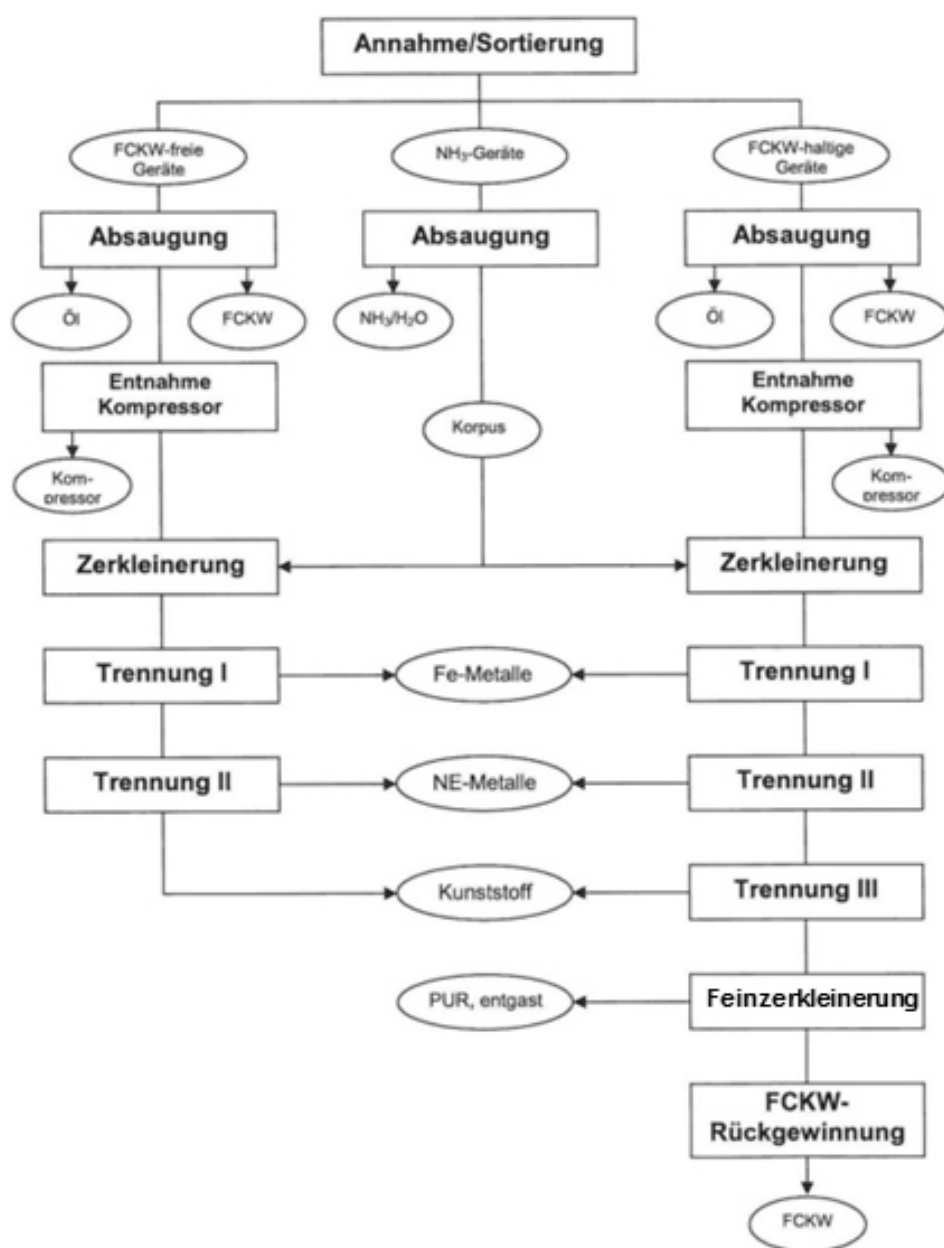 Annahme/Sortierung
FCKW-freie
Geräte
NH₃-Geräte
FCKW-haltige
Geräte
Absaugung
Absaugung
Absaugung
Öl
FCKW
NH₃/H₂O
Öl
FCKW
Entnahme
Kompressor
Korpus
Entnahme
Kompressor
Kom-
pressor
Kom-
pressor
Zerkleinerung
Zerkleinerung
Trennung I
Fe-Metalle
Trennung I
Trennung II
NE-Metalle
Trennung II
Kunststoff
Trennung III
PUR, entgast
Feinzerkleinerung
FCKW-
Rückgewinnung
FCKW